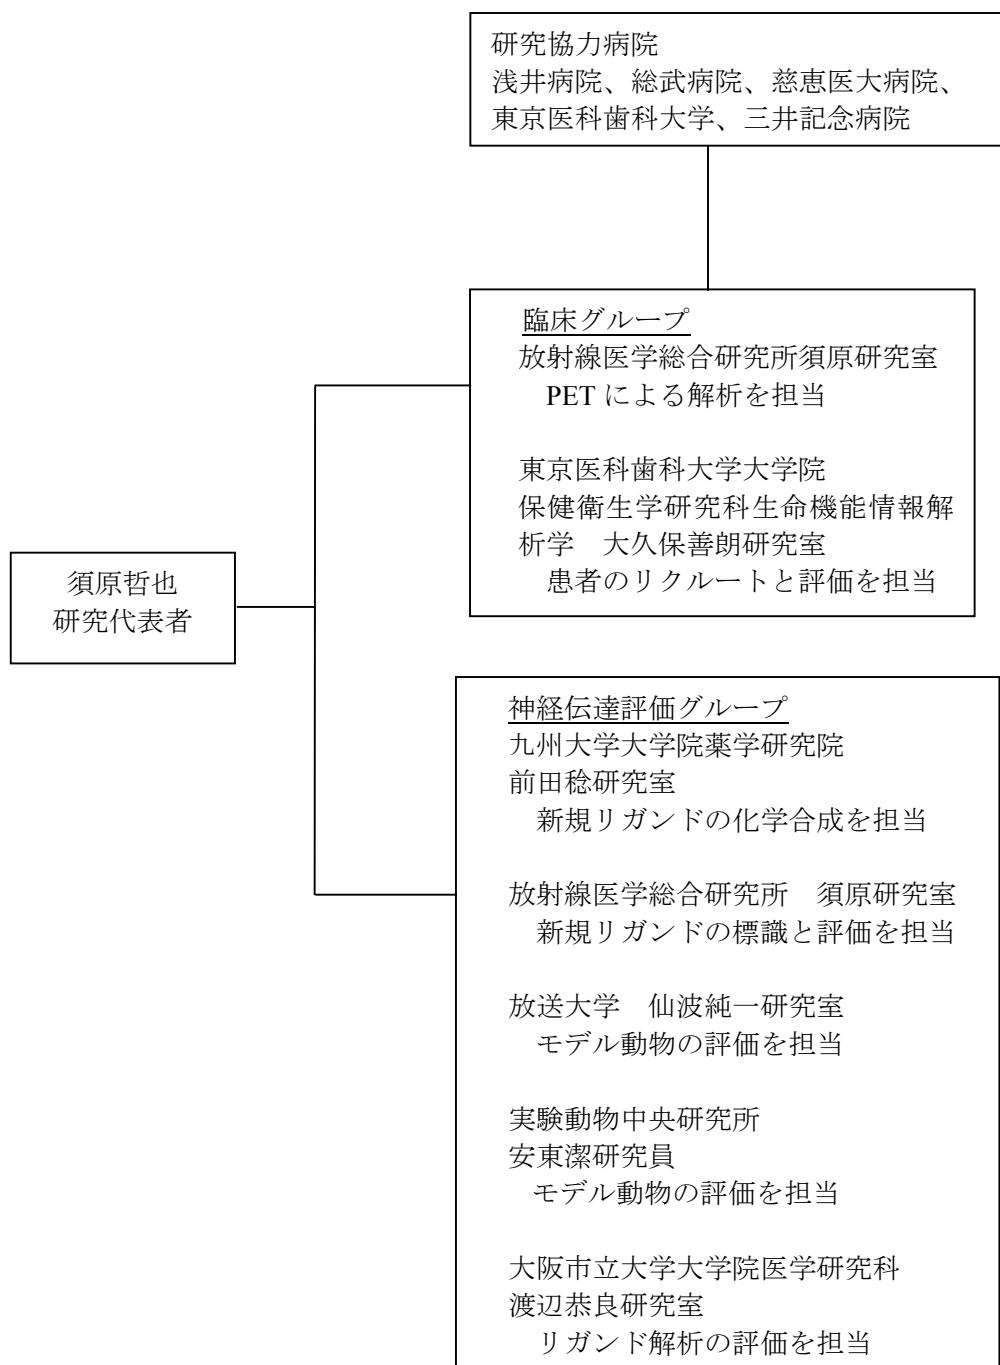 研究協力病院
浅井病院、総武病院、慈恵医大病院、
東京医科歯科大学、三井記念病院
臨床グループ
放射線医学総合研究所須原研究室
PET による解析を担当
東京医科歯科大学大学院
保健衛生学研究科生命機能情報解
析学　大久保善朗研究室
患者のリクルートと評価を担当
須原哲也
研究代表者
神経伝達評価グループ
九州大学大学院薬学研究院
前田稔研究室
新規リガンドの化学合成を担当
放射線医学総合研究所　須原研究室
新規リガンドの標識と評価を担当
放送大学　仙波純一研究室
モデル動物の評価を担当
実験動物中央研究所
安東潔研究員
モデル動物の評価を担当
大阪市立大学大学院医学研究科
渡辺恭良研究室
リガンド解析の評価を担当